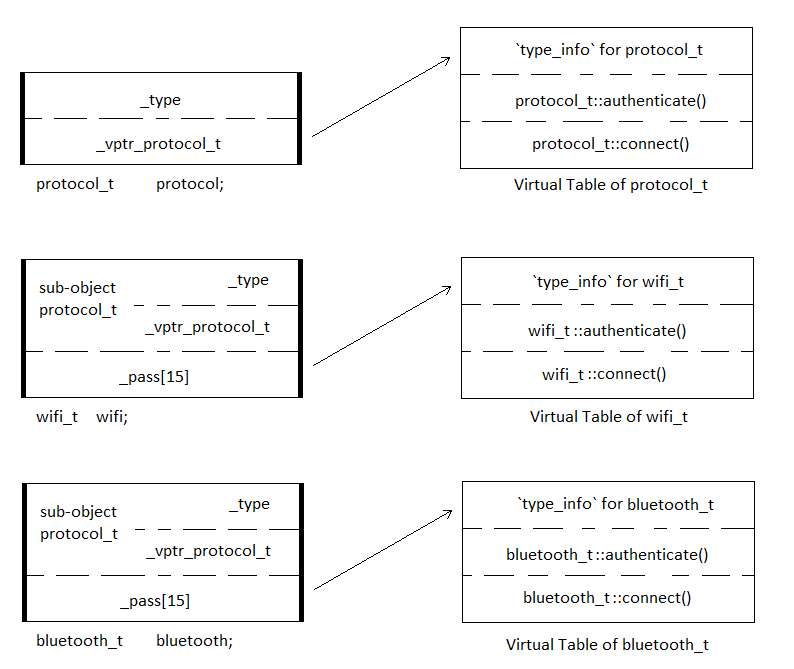 _type
_vptr_protocol_t
protocol_t protocol;
`type_info` for protocol_t
protocol_t::authenticate()
protocol_t::connect()
Virtual Table of protocol_t
sub-object
protocol_t
_type
_vptr_protocol_t
_pass[15]
wifi_t wifi;
`type_info` for wifi_t
wifi_t ::authenticate()
wifi_t ::connect()
Virtual Table of wifi_t
sub-object
protocol_t
_type
_vptr_protocol_t
_pass[15]
bluetooth_t bluetooth;
`type_info` for bluetooth_t
bluetooth_t ::authenticate()
bluetooth_t ::connect()
Virtual Table of bluetooth_t